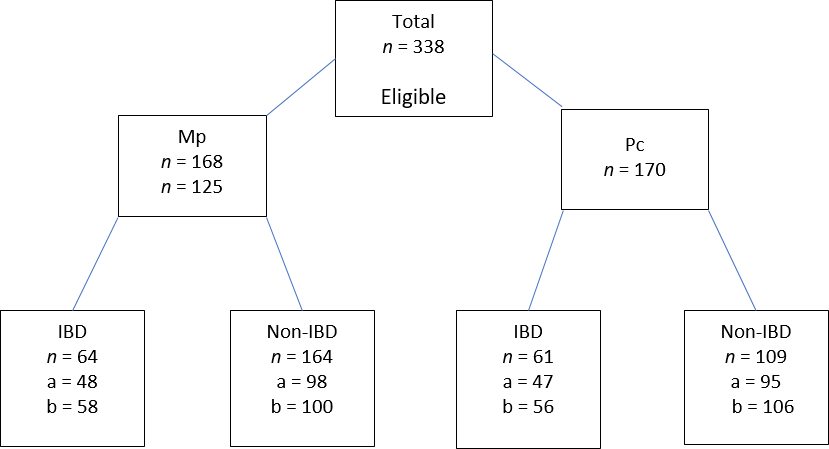 Total
n = 338
Eligible
Mp
n = 168
n = 125
Pc
n = 170
IBD
n = 64
a = 48
b = 58
Non-IBD
n = 164
a = 98
b = 100
IBD
n = 61
a = 47
b = 56
Non-IBD
n = 109
a = 95
b = 106